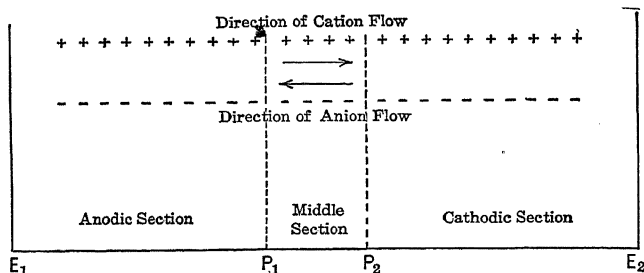 Direction of Cation Flow
+ + + + + + + + + + + + + + + + + + + + + + + + +
- - - - - - - - - - - - - - - - - - - - - - - - -
Direction of Anion Flow
Anodic Section
Middle
Section
Cathodic Section
E1 P1 P2 E2